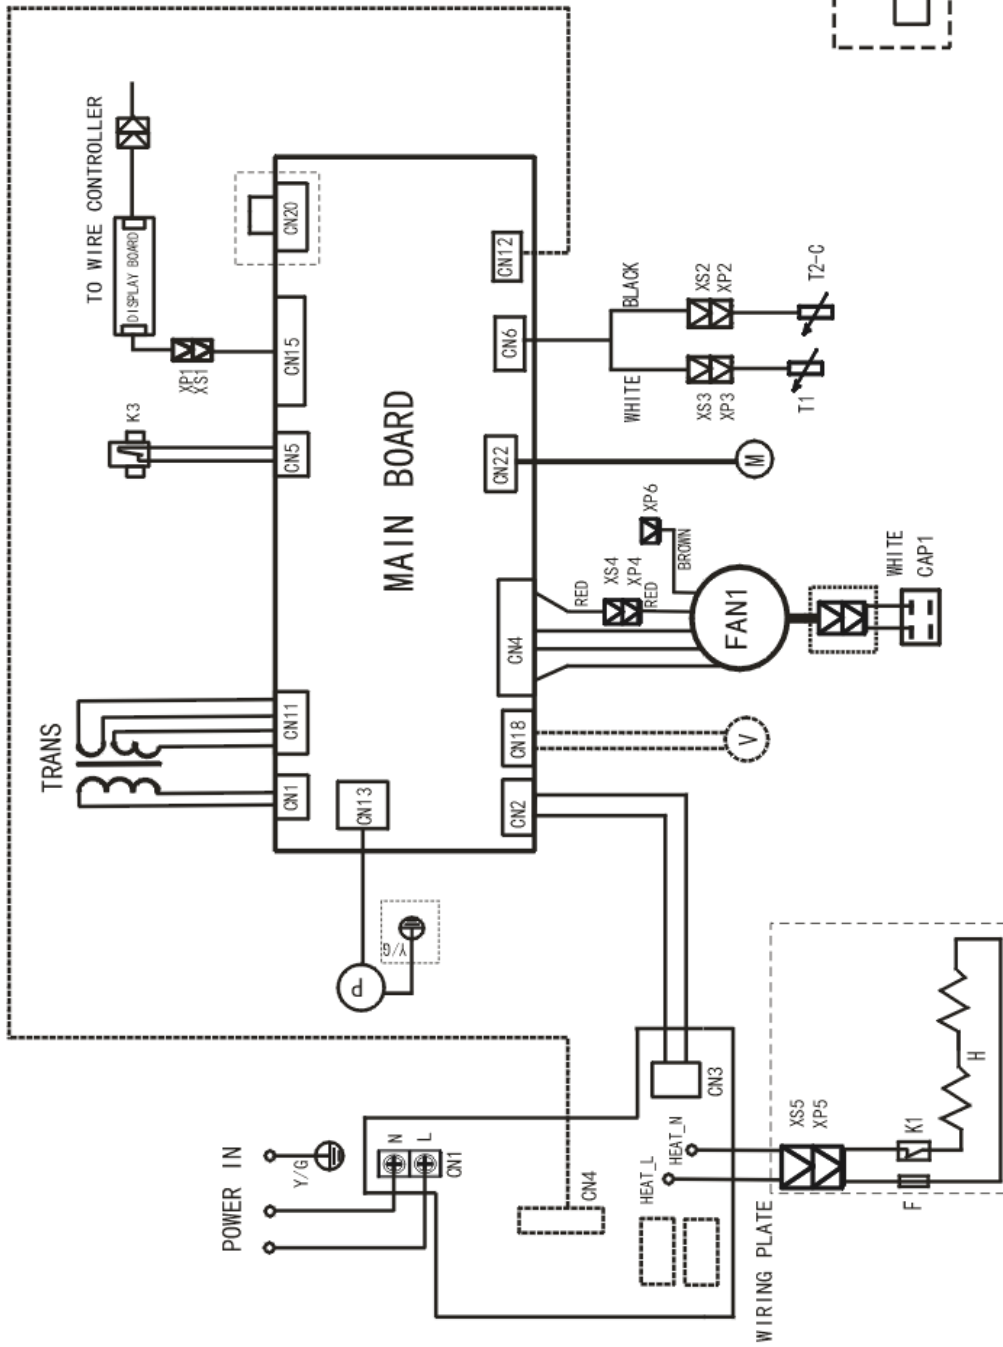 TO WIRE CONTROLLER
DISPLAY BOARD
XP1
XS1
K3
TRANS
CN20
CN15
CN5
CN11
CN1
CN13
MAIN BOARD
CN12
CN6
CN22
CN4
CN18
CN2
BLACK
WHITE
XS2
XP2
XS3
XP3
T2-C
T1
M
XP6
BROWN
RED
XS4
XP4
RED
FAN1
WHITE
CAP1
V
P
Y/G
POWER IN
Y/G
N
L
CN1
CN4
CN3
HEAT_N
HEAT_L
WIRING PLATE
XS5
XP5
K1
F
H